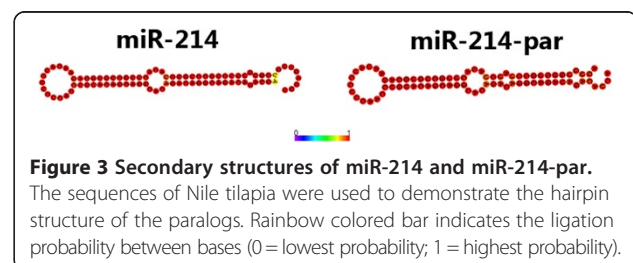 miR-214 miR-214-par
0 1
Figure 3 Secondary structures of miR-214 and miR-214-par.
The sequences of Nile tilapia were used to demonstrate the hairpin
structure of the paralogs. Rainbow colored bar indicates the ligation
probability between bases (0 = lowest probability; 1 = highest probability).